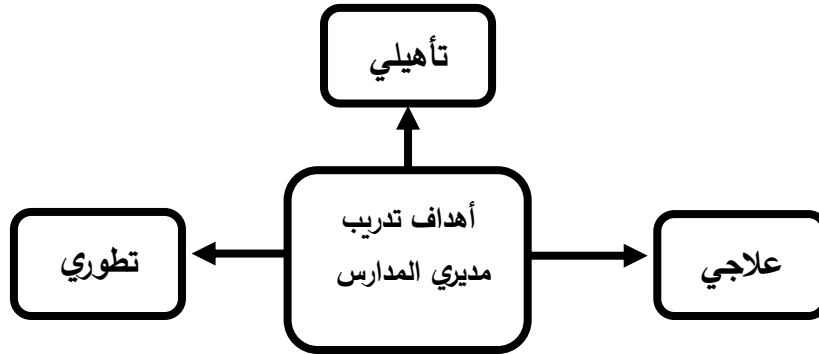 تأهيلي
أهداف تدريب
مديري المدارس
علاجي
تطوري